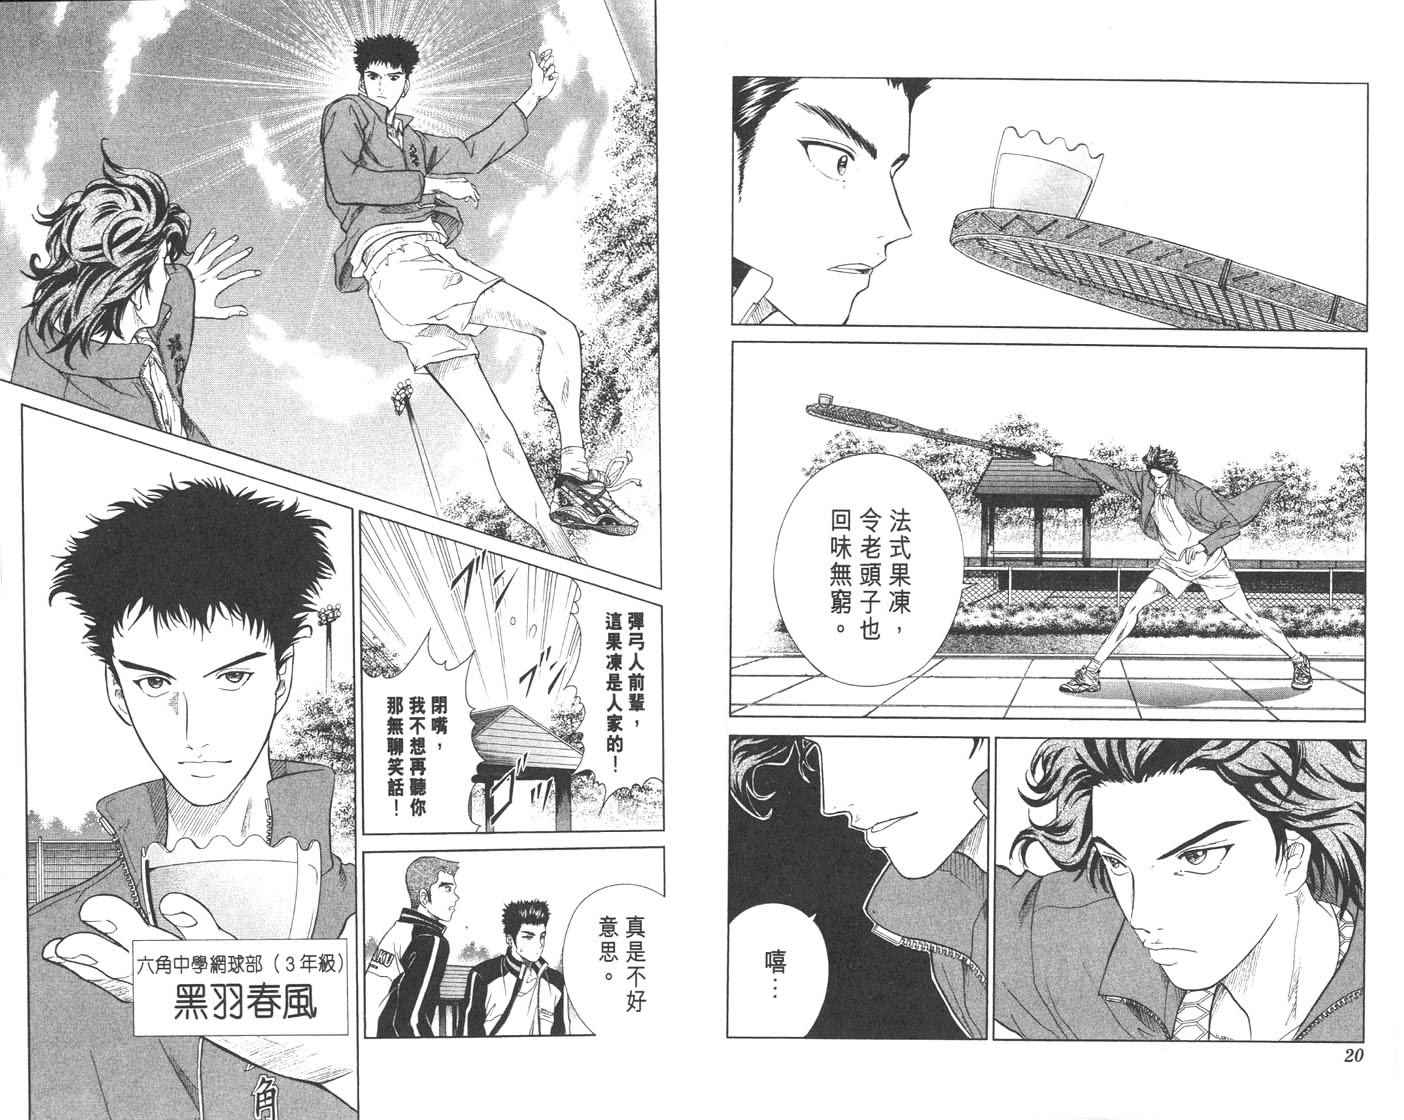 法式果凍，
令老頭子也
回味無窮。
嘻…
20
彈弓人前輩，
這果凍是人家的！
閉嘴，
我不想再聽你
那無聊笑話！
真是不好
意思。
六角中學網球部（3年級）
黑羽春風
角